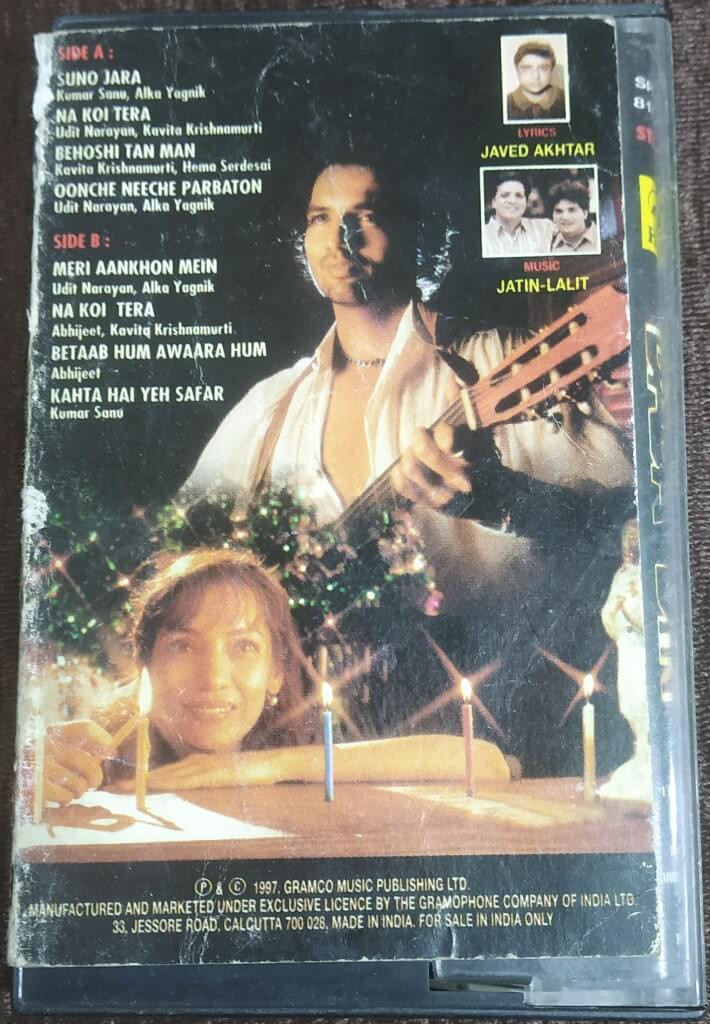 SIDE A :
SUNO JARA
Kumar Sanu, Alka Yagnik
NA KOI TERA
Udit Narayan, Kavita Krishnamurti
BEHOSHI TAN MAN
Kavita Krishnamurti, Hema Serdesai
OONCHE NEECHE PARBATON
Udit Narayan, Alka Yagnik
SIDE B :
MERI AANKHON MEIN
Udit Narayan, Alka Yagnik
NA KOI TERA
Abhijeet, Kavita Krishnamurti
BETAAB HUM AWAARA HUM
Abhijeet
KAHTA HAI YEH SAFAR
Kumar Sanu
LYRICS
JAVED AKHTAR
MUSIC
JATIN-LALIT
Ⓟ & © 1997. GRAMCO MUSIC PUBLISHING LTD.
MANUFACTURED AND MARKETED UNDER EXCLUSIVE LICENCE BY THE GRAMOPHONE COMPANY OF INDIA LTD.
33, JESSORE ROAD, CALCUTTA 700 028, MADE IN INDIA. FOR SALE IN INDIA ONLY